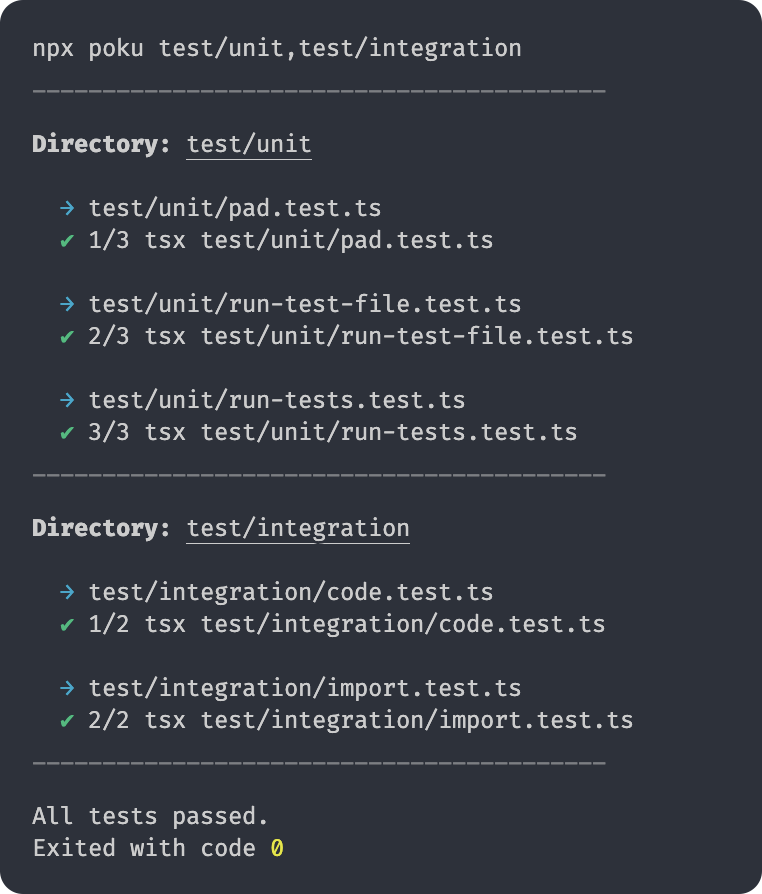 npx poku test/unit,test/integration
Directory: test/unit
→ test/unit/pad.test.ts
✔ 1/3 tsx test/unit/pad.test.ts
→ test/unit/run-test-file.test.ts
✔ 2/3 tsx test/unit/run-test-file.test.ts
→ test/unit/run-tests.test.ts
✔ 3/3 tsx test/unit/run-tests.test.ts
Directory: test/integration
→ test/integration/code.test.ts
✔ 1/2 tsx test/integration/code.test.ts
→ test/integration/import.test.ts
✔ 2/2 tsx test/integration/import.test.ts
All tests passed.
Exited with code 0